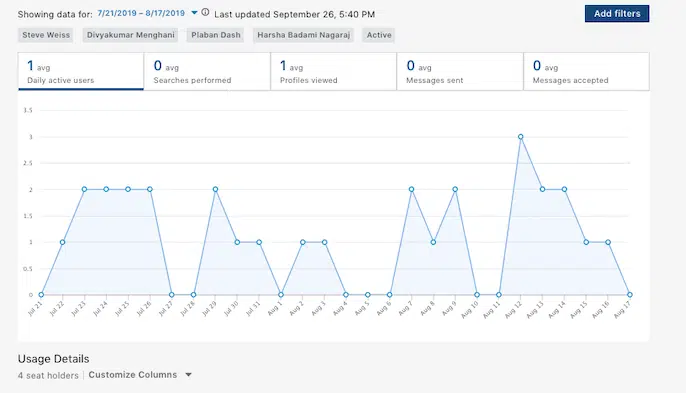 Showing data for: 7/21/2019 – 8/17/2019 Last updated September 26, 5:40 PM
Add filters
Steve Weiss Divyakumar Menghani Plaban Dash Harsha Badami Nagaraj Active
1 avg 0 avg 1 avg 0 avg 0 avg
Daily active users Searches performed Profiles viewed Messages sent Messages accepted
3.5
3
2.5
2
1.5
1
0.5
0
Jul 21 Jul 22 Jul 23 Jul 24 Jul 25 Jul 26 Jul 27 Jul 28 Jul 29 Jul 30 Jul 31 Aug 1 Aug 2 Aug 3 Aug 4 Aug 5 Aug 6 Aug 7 Aug 8 Aug 9 Aug 10 Aug 11 Aug 12 Aug 13 Aug 14 Aug 15 Aug 16 Aug 17
Usage Details
4 seat holders Customize Columns